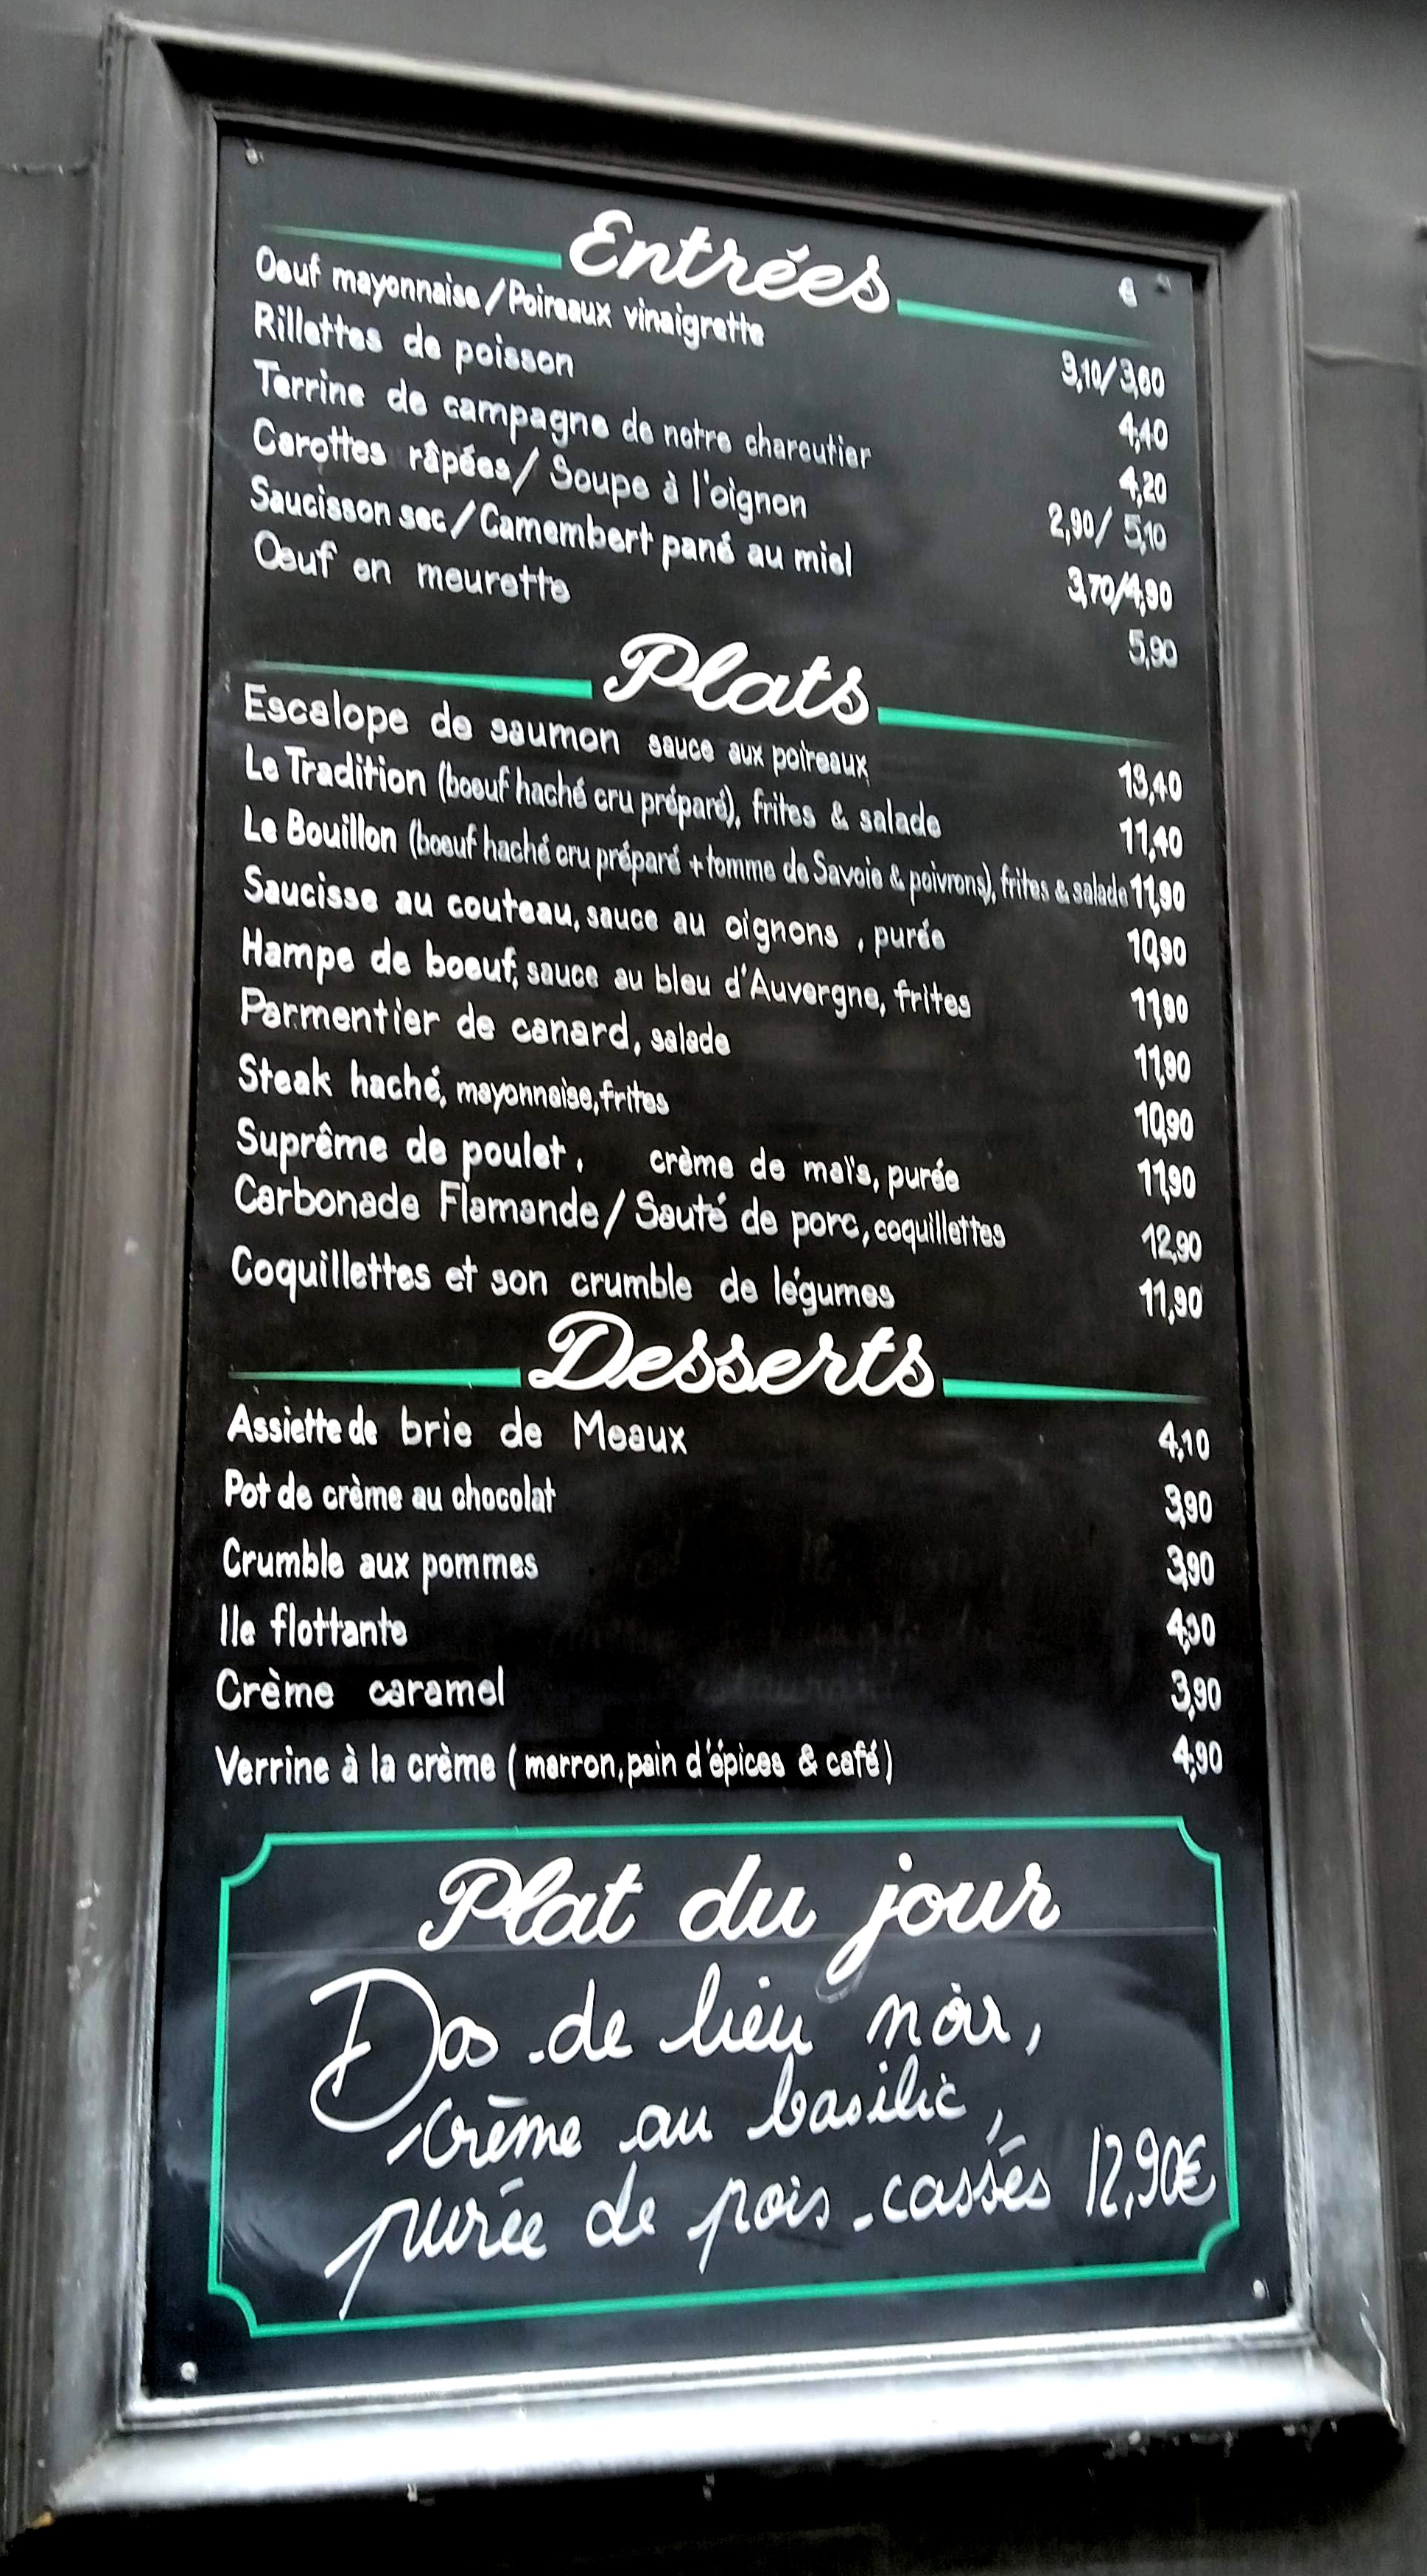 Entrées
€
Oeuf mayonnaise/Poireaux vinaigrette 3,10/3,60
Rillettes de poisson 4,40
Terrine de campagne de notre charcutier 4,20
Carottes râpées/ Soupe à l'oignon 2,90/ 5,10
Saucisson sec/Camembert pané au miel 3,70/4,90
Oeuf en meurette 5,90
Plats
Escalope de saumon sauce aux poireaux 13,40
Le Tradition (boeuf haché cru préparé), frites & salade 11,40
Le Bouillon (boeuf haché cru préparé + tomme de Savoie & poivrons), frites & salade 11,90
Saucisse au couteau, sauce au oignons , purée 10,90
Hampe de boeuf, sauce au bleu d'Auvergne, frites 11,90
Parmentier de canard, salade 11,90
Steak haché, mayonnaise, frites 10,90
Suprême de poulet, crème de maïs, purée 11,90
Carbonade Flamande/ Sauté de porc, coquillettes 12,90
Coquillettes et son crumble de légumes 11,90
Desserts
Assiette de brie de Meaux 4,10
Pot de crème au chocolat 3,90
Crumble aux pommes 3,90
Ile flottante
Crème caramel 3,90
Verrine à la crème ( marron, pain d'épices & café) 4,90
Plat du jour
Dos de lieu noir,
crème au basilic,
purée de pois cassés 12,90€